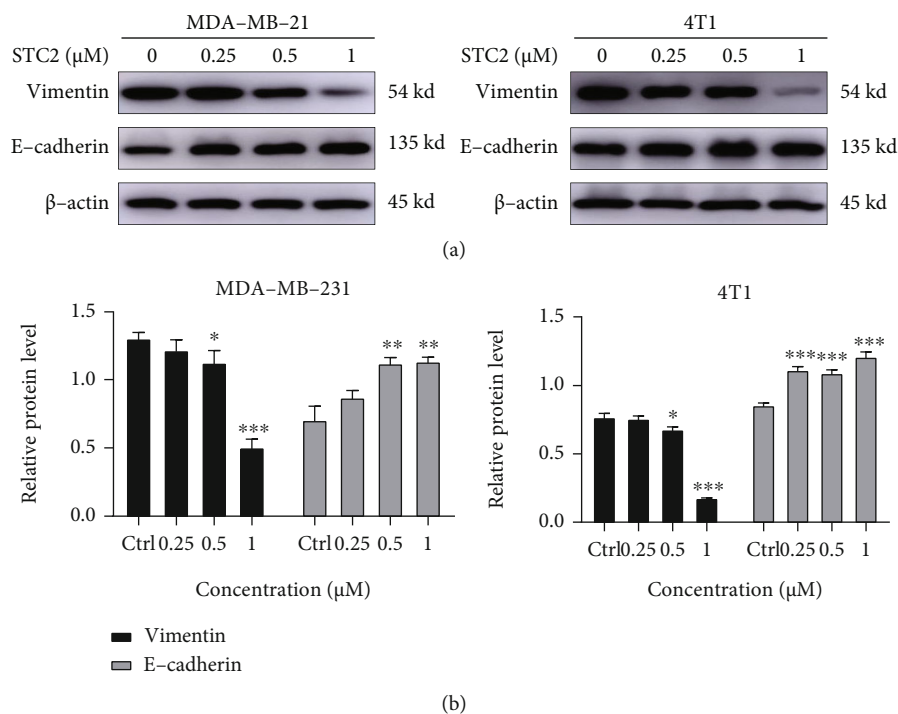 MDA–MB–21
STC2 (μM) 0 0.25 0.5 1
Vimentin 54 kd
E–cadherin 135 kd
β–actin 45 kd
4T1
0 0.25 0.5 1
STC2 (μM)
Vimentin 54 kd
E–cadherin 135 kd
β–actin 45 kd
(a)
MDA–MB–231
Relative protein level
1.5
1.0
0.5
0.0
*
***
**
**
Ctrl 0.25 0.5 1 Ctrl 0.25 0.5 1
Concentration (μM)
4T1
Relative protein level
1.5
1.0
0.5
0.0
*
***
***
***
***
Ctrl 0.25 0.5 1 Ctrl 0.25 0.5 1
Concentration (μM)
Vimentin
E–cadherin
(b)